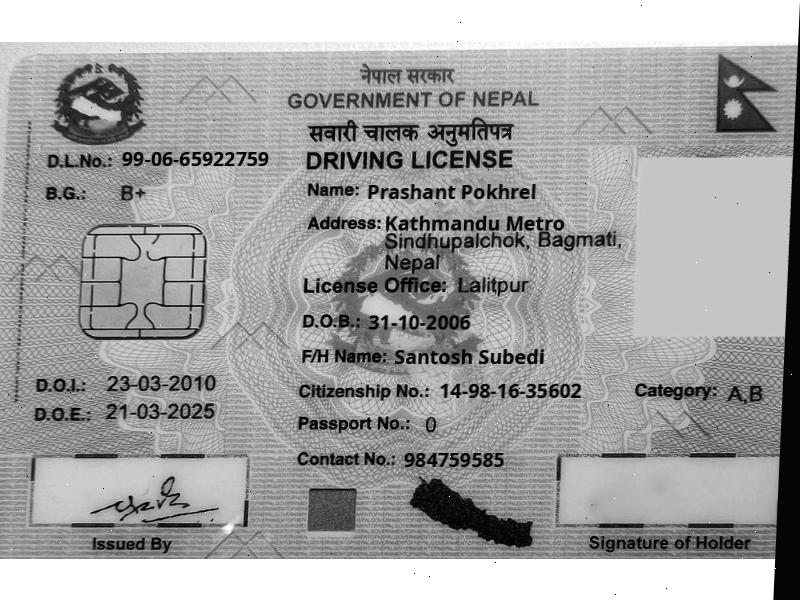 नेपाल सरकार
GOVERNMENT OF NEPAL
सवारी चालक अनुमतिपत्र
DRIVING LICENSE
D.L.No.: 99-06-65922759
B.G.: B+
Name: Prashant Pokhrel
Address: Kathmandu Metro
Sindhupalchok, Bagmati,
Nepal
License Office: Lalitpur
D.O.B.: 31-10-2006
F/H Name: Santosh Subedi
D.O.I.: 23-03-2010
Citizenship No.: 14-98-16-35602
Category: A,B
D.O.E.: 21-03-2025
Passport No.: 0
Contact No.: 984759585
Issued By
Signature of Holder